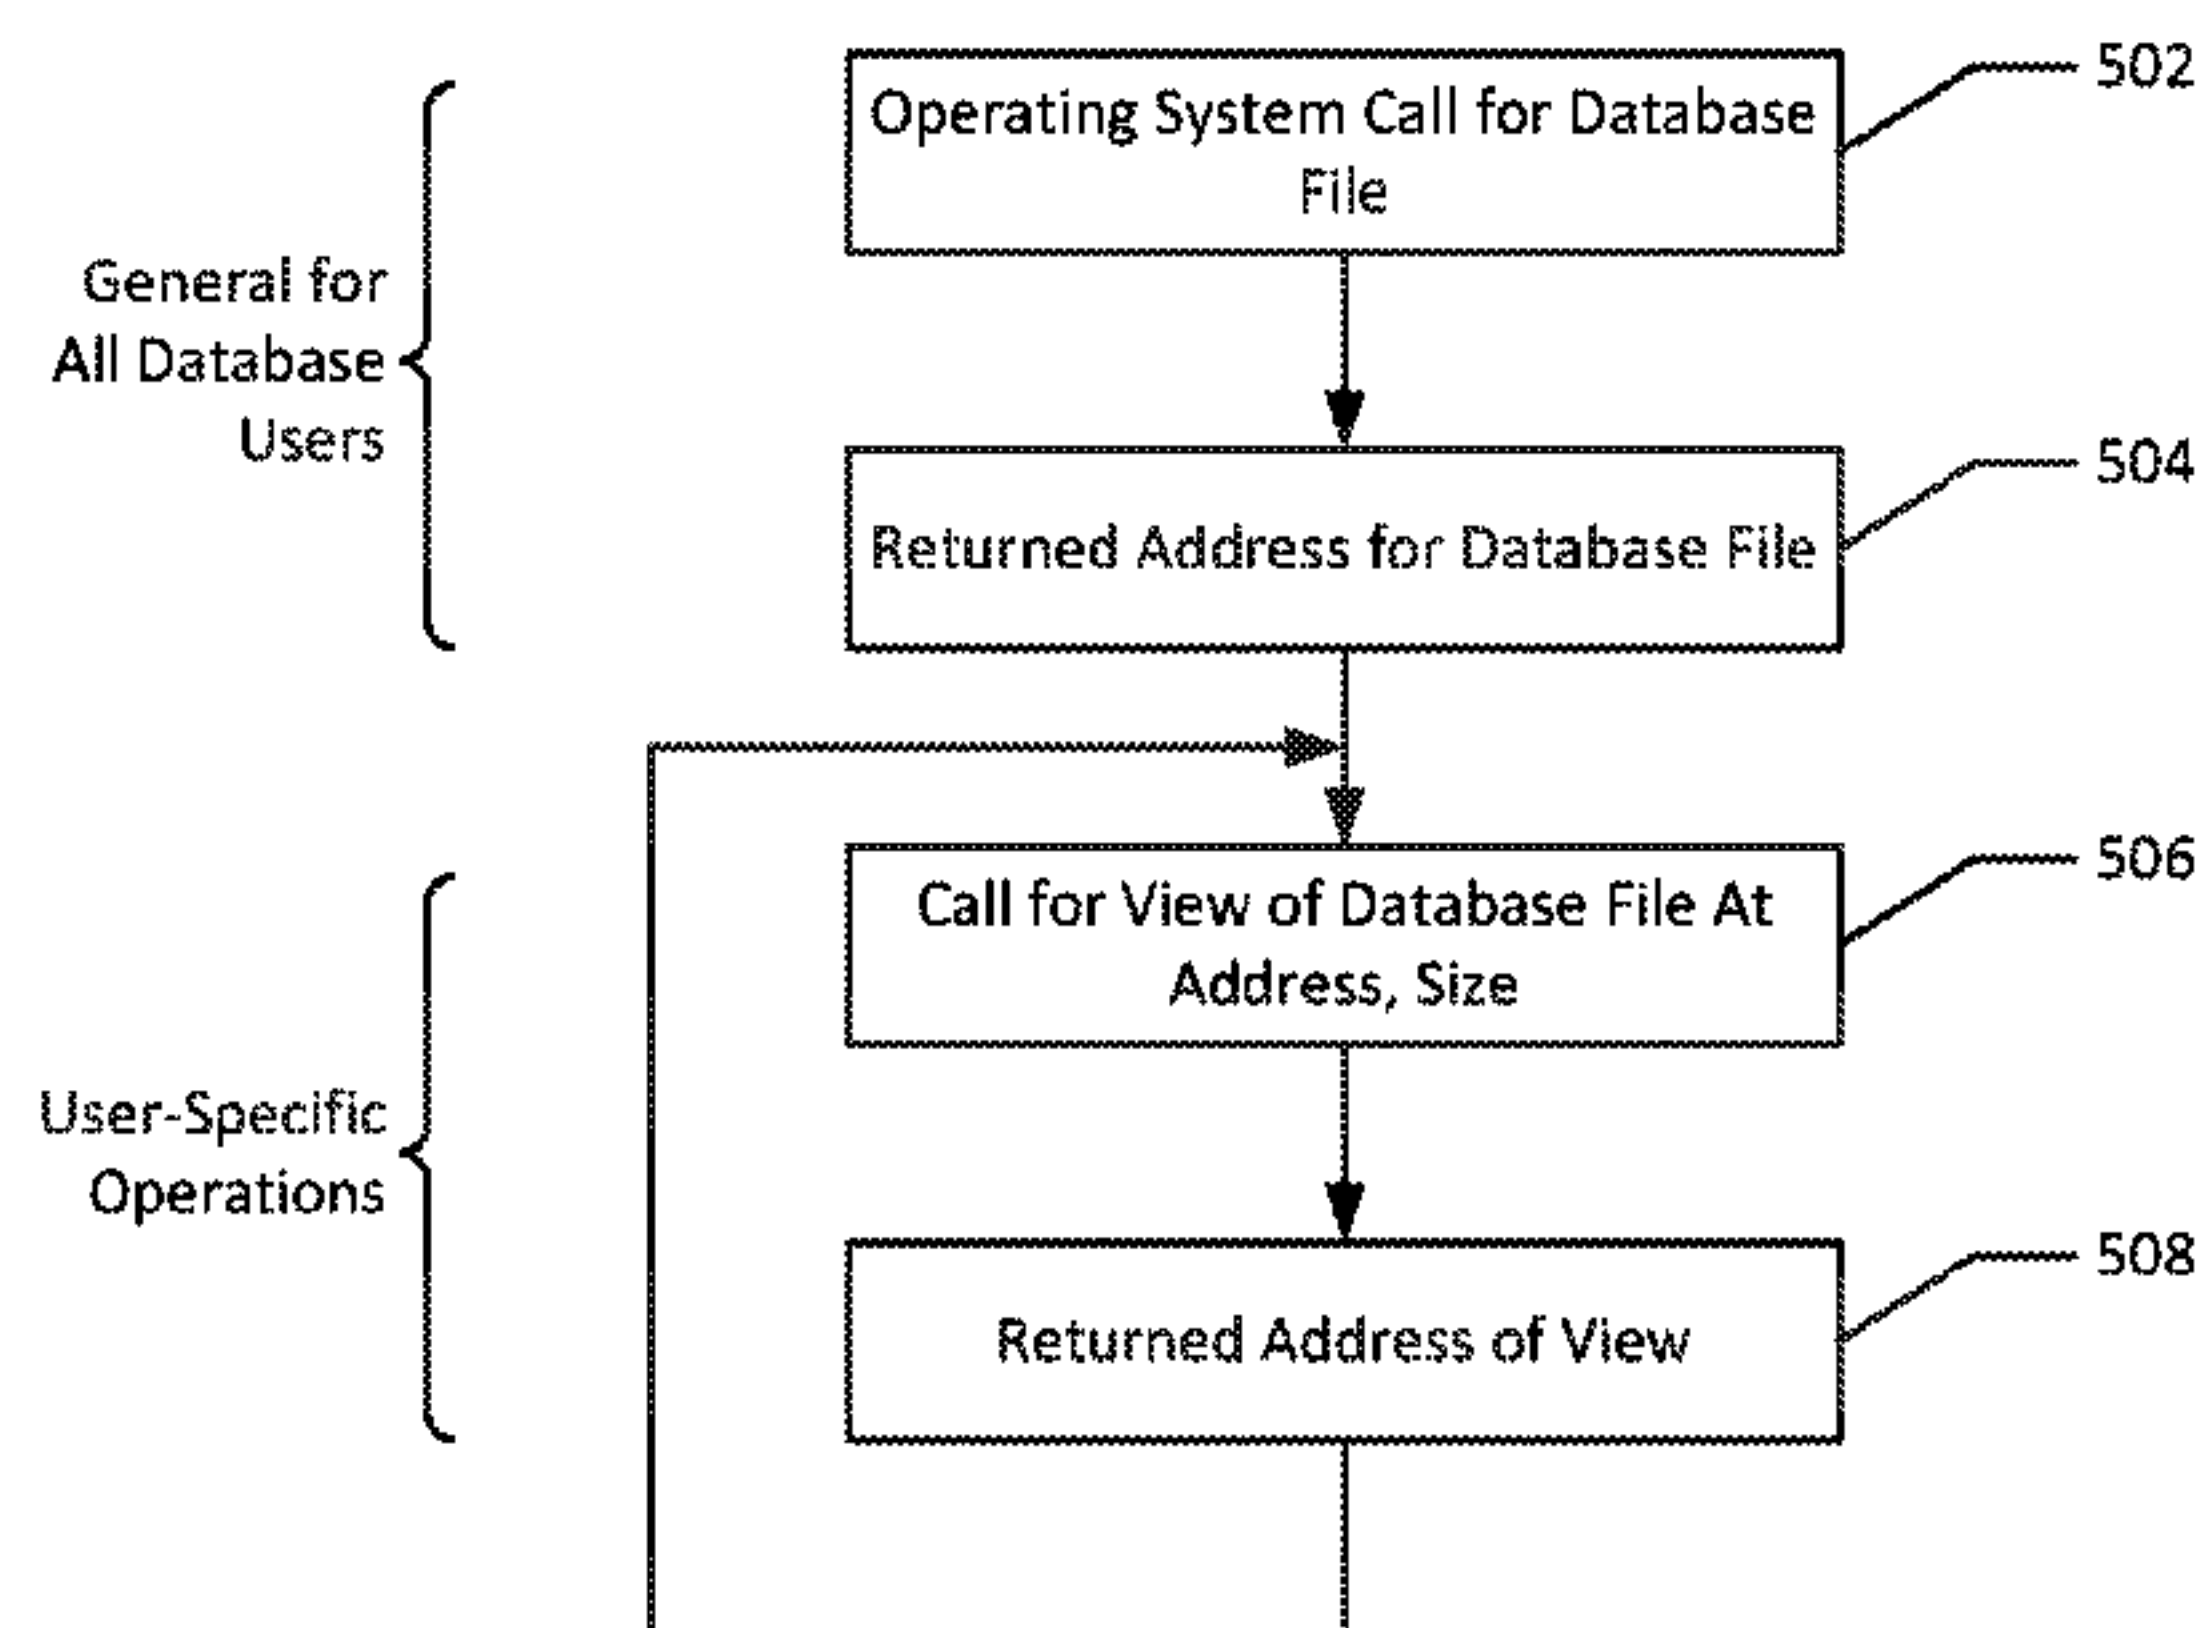 Operating System Call for Database
File
502
General for
All Database
Users
Returned Address for Database File
504
Call for View of Database File At
Address, Size
506
User-Specific
Operations
Returned Address of View
508